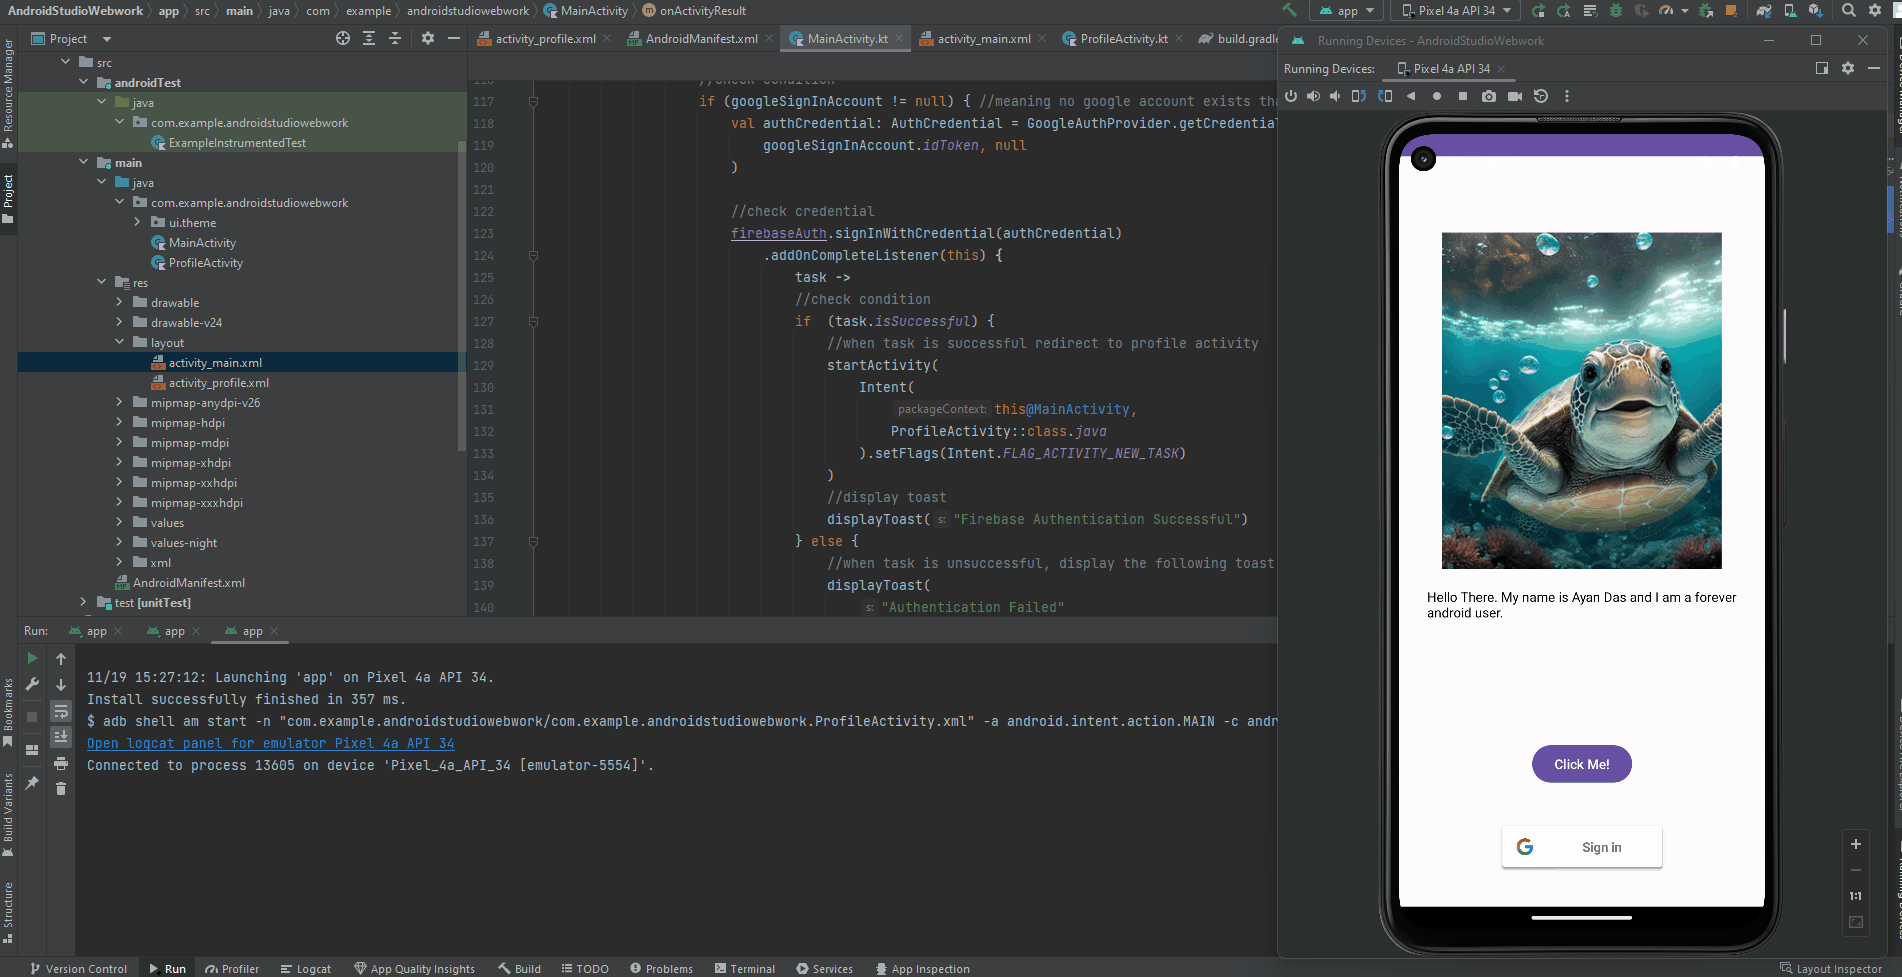 AndroidStudioWebwork app src main java com example androidstudiowebwork MainActivity onActivityResult
app Pixel 4a API 34
Project
activity_profile.xml AndroidManifest.xml MainActivity.kt activity_main.xml ProfileActivity.kt build.gradle
Running Devices - AndroidStudioWebwork
Running Devices: Pixel 4a API 34
Resource Manager
Project
src
androidTest
java
com.example.androidstudiowebwork
ExampleInstrumentedTest
main
java
com.example.androidstudiowebwork
ui.theme
MainActivity
ProfileActivity
res
drawable
drawable-v24
layout
activity_main.xml
activity_profile.xml
mipmap-anydpi-v26
mipmap-hdpi
mipmap-mdpi
mipmap-xhdpi
mipmap-xxhdpi
mipmap-xxxhdpi
values
values-night
xml
AndroidManifest.xml
test [unitTest]
//check condition
117 if (googleSignInAccount != null) { //meaning no google account exists
118 val authCredential: AuthCredential = GoogleAuthProvider.getCredential
119 googleSignInAccount.idToken, null
120 )
121
122 //check credential
123 firebaseAuth.signInWithCredential(authCredential)
124 .addOnCompleteListener(this) {
125 task ->
126 //check condition
127 if (task.isSuccessful) {
128 //when task is successful redirect to profile activity
129 startActivity(
130 Intent(
131 packageContext: this@MainActivity,
132 ProfileActivity::class.java
133 ).setFlags(Intent.FLAG_ACTIVITY_NEW_TASK)
134 )
135 //display toast
136 displayToast( s: "Firebase Authentication Successful")
137 } else {
138 //when task is unsuccessful, display the following toast
139 displayToast(
140 s: "Authentication Failed"
Hello There. My name is Ayan Das and I am a forever
android user.
Click Me!
G Sign in
1:1
Run: app app app
11/19 15:27:12: Launching 'app' on Pixel 4a API 34.
Install successfully finished in 357 ms.
$ adb shell am start -n "com.example.androidstudiowebwork/com.example.androidstudiowebwork.ProfileActivity.xml" -a android.intent.action.MAIN -c andr
Open logcat panel for emulator Pixel 4a API 34
Connected to process 13605 on device 'Pixel_4a_API_34 [emulator-5554]'.
Bookmarks
Build Variants
Structure
Version Control Run Profiler Logcat App Quality Insights Build TODO Problems Terminal Services App Inspection Layout Inspector